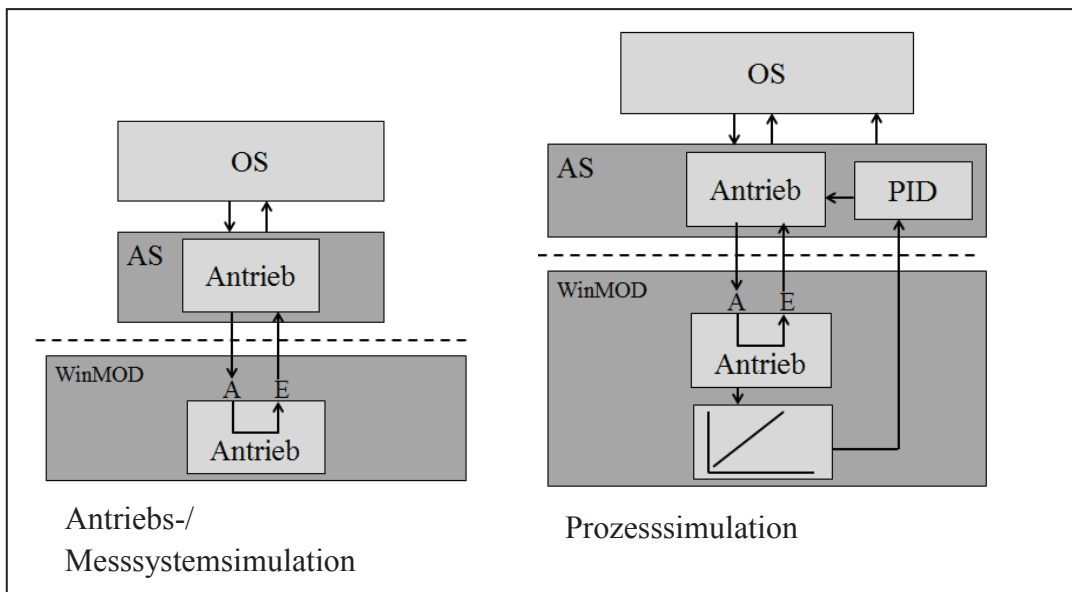 OS
AS
Antrieb
WinMOD
A E
Antrieb
Antriebs-/
Messsystemsimulation
OS
AS
Antrieb
PID
WinMOD
A E
Antrieb
Prozesssimulation